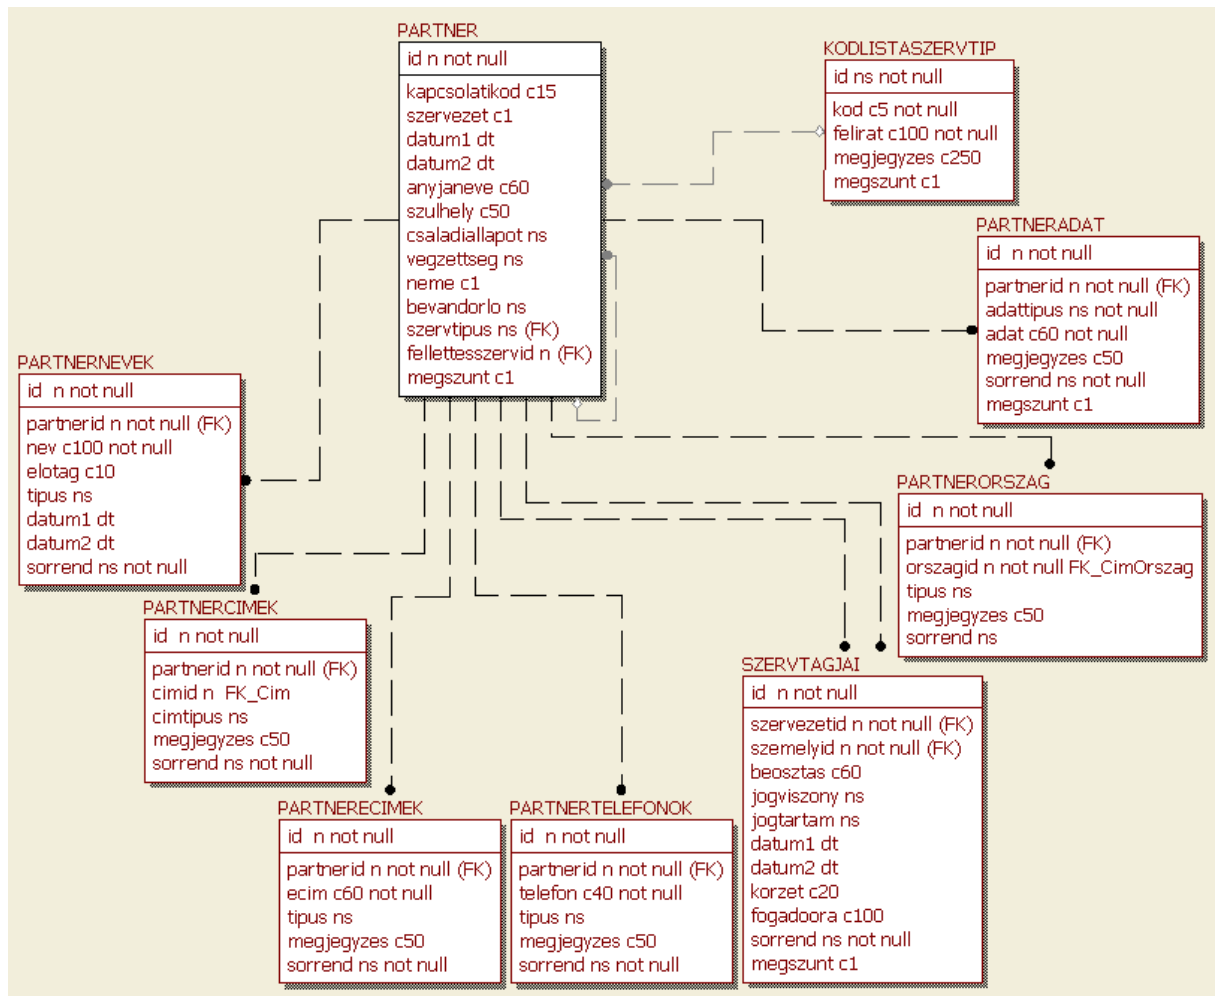 PARTNER
id n not null
kapcsolatikod c15
szervezet c1
datum1 dt
datum2 dt
anyjaneve c60
szulhely c50
csaladiallapot ns
vegzettseg ns
neme c1
bevandorlo ns
szervtipus ns (FK)
fellettesszervid n (FK)
megszunt c1
KODLISTASZERVTIP
id ns not null
kod c5 not null
felirat c100 not null
megjegyzes c250
megszunt c1
PARTNERADAT
id n not null
partnerid n not null (FK)
adattipus ns not null
adat c60 not null
megjegyzes c50
sorrend ns not null
megszunt c1
PARTNERNEVEK
id n not null
partnerid n not null (FK)
nev c100 not null
elotag c10
tipus ns
datum1 dt
datum2 dt
sorrend ns not null
PARTNERORSZAG
id n not null
partnerid n not null (FK)
orszagid n not null FK_CimOrszag
tipus ns
megjegyzes c50
sorrend ns
PARTNERCIMEK
id n not null
partnerid n not null (FK)
cimid n FK_Cim
cimtipus ns
megjegyzes c50
sorrend ns not null
SZERVTAGJAI
id n not null
szervezetid n not null (FK)
szemelyid n not null (FK)
beosztas c60
jogviszony ns
jogtartam ns
datum1 dt
datum2 dt
korzet c20
fogadoora c100
sorrend ns not null
megszunt c1
PARTNERECIMEK
id n not null
partnerid n not null (FK)
ecim c60 not null
tipus ns
megjegyzes c50
sorrend ns not null
PARTNERTELEFONOK
id n not null
partnerid n not null (FK)
telefon c40 not null
tipus ns
megjegyzes c50
sorrend ns not null